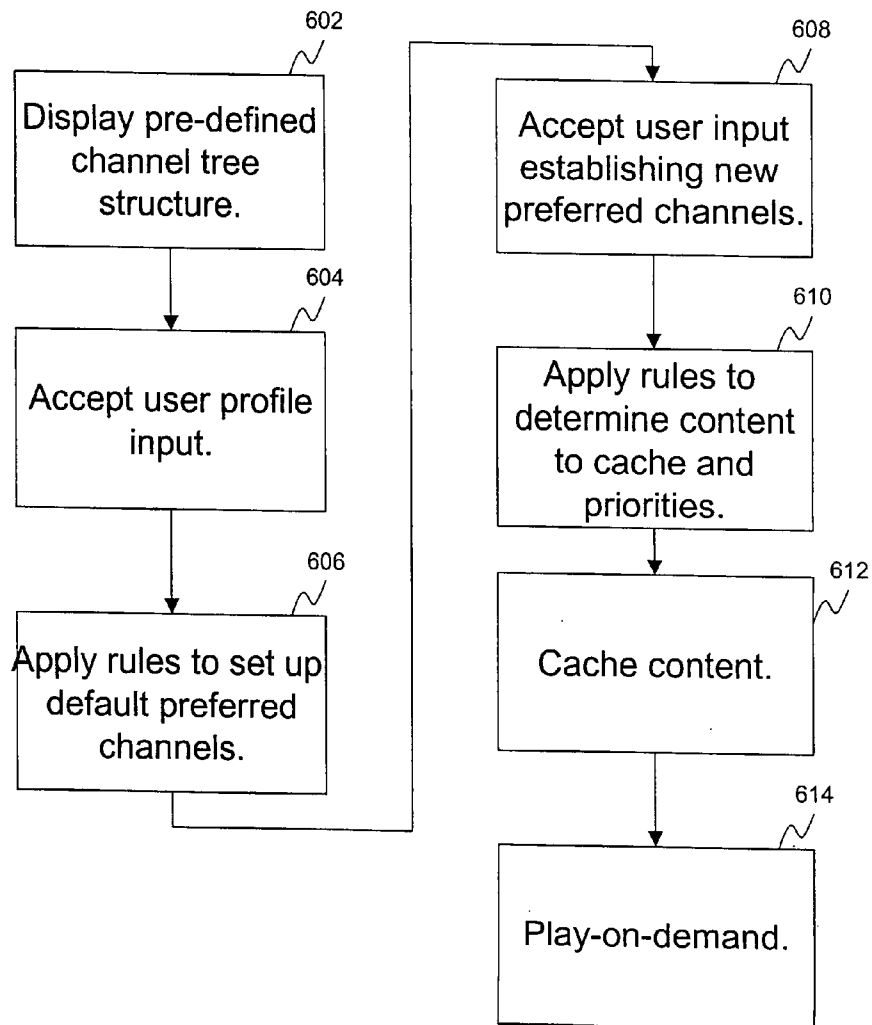 602
Display pre-defined
channel tree
structure.
604
Accept user profile
input.
606
Apply rules to set up
default preferred
channels.
608
Accept user input
establishing new
preferred channels.
610
Apply rules to
determine content
to cache and
priorities.
612
Cache content.
614
Play-on-demand.